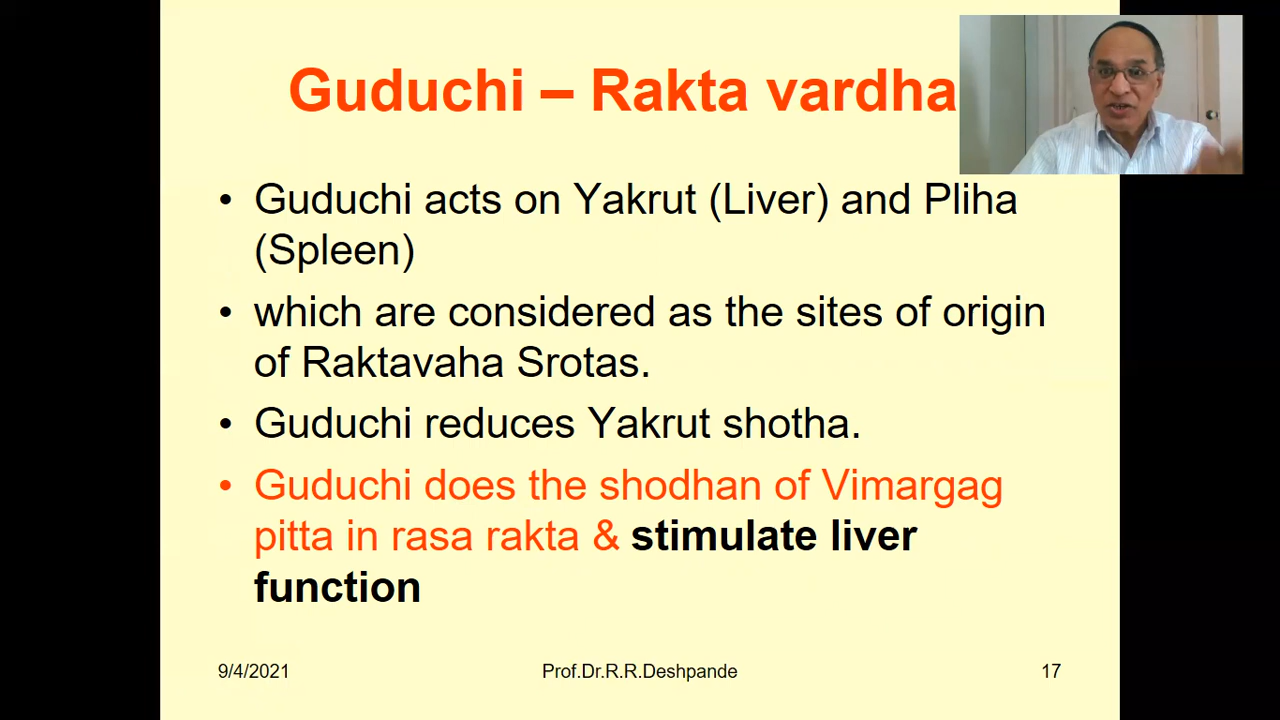 Guduchi – Rakta vardha
• Guduchi acts on Yakrut (Liver) and Pliha
(Spleen)
• which are considered as the sites of origin
of Raktavaha Srotas.
• Guduchi reduces Yakrut shotha.
• Guduchi does the shodhan of Vimargag
pitta in rasa rakta & stimulate liver
function
9/4/2021 Prof.Dr.R.R.Deshpande 17